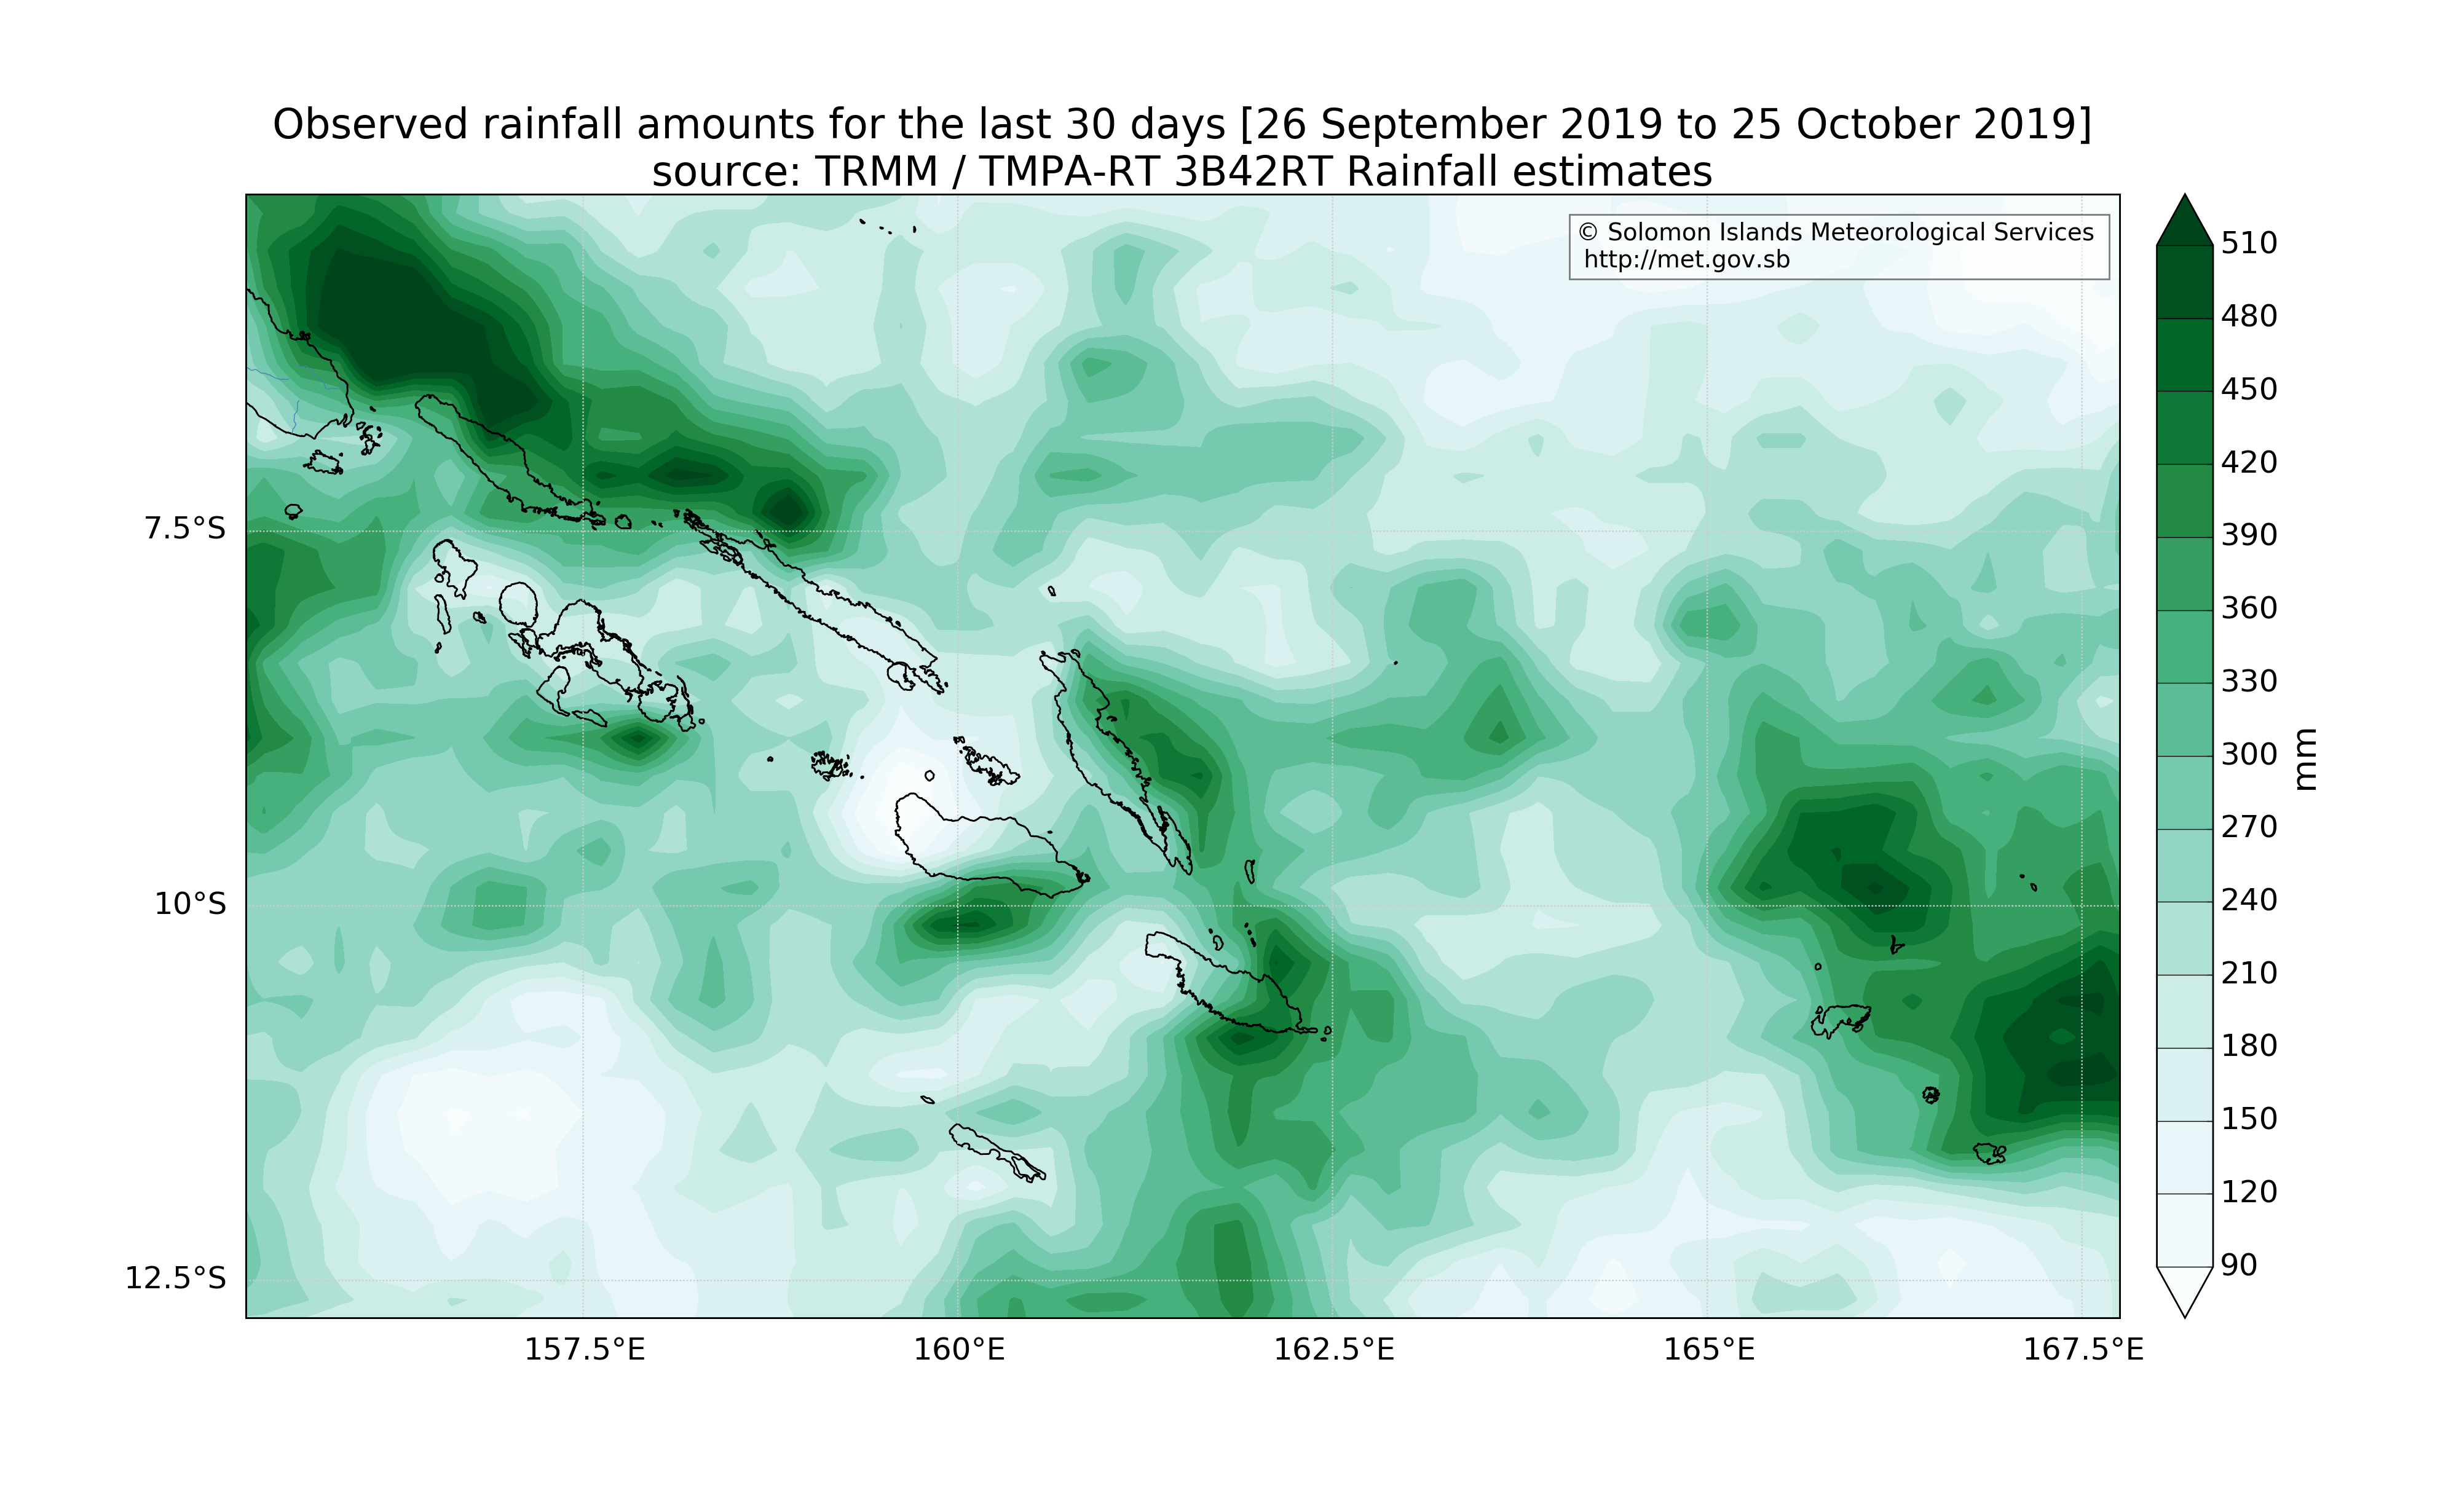 Observed rainfall amounts for the last 30 days [26 September 2019 to 25 October 2019]
source: TRMM / TMPA-RT 3B42RT Rainfall estimates
© Solomon Islands Meteorological Services
http://met.gov.sb
7.5°S
10°S
12.5°S
157.5°E
160°E
162.5°E
165°E
167.5°E
510
480
450
420
390
360
330
300
270
240
210
180
150
120
90
mm